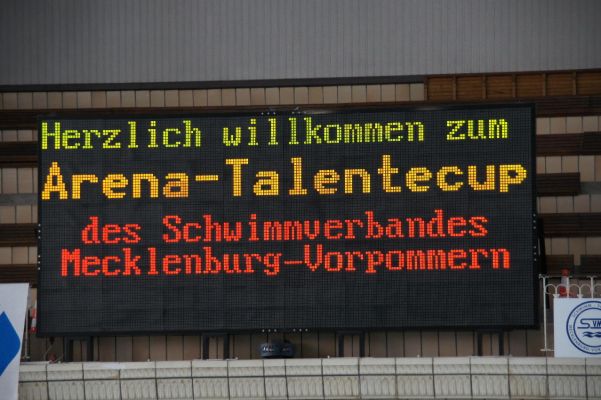 Herzlich willkommen zum
Arena-Talentecup
des Schwimmverbandes
Mecklenburg-Vorpommern